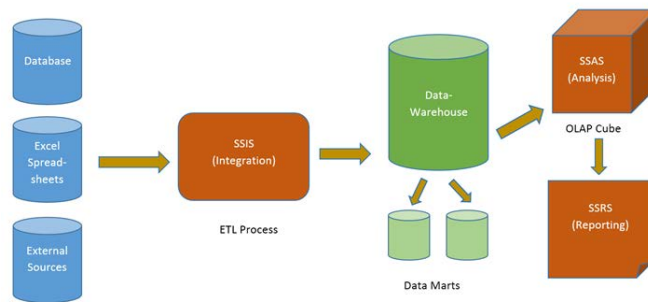 Database
Excel
Spread-
sheets
External
Sources
SSIS
(Integration)
ETL Process
Data-
Warehouse
Data Marts
SSAS
(Analysis)
OLAP Cube
SSRS
(Reporting)